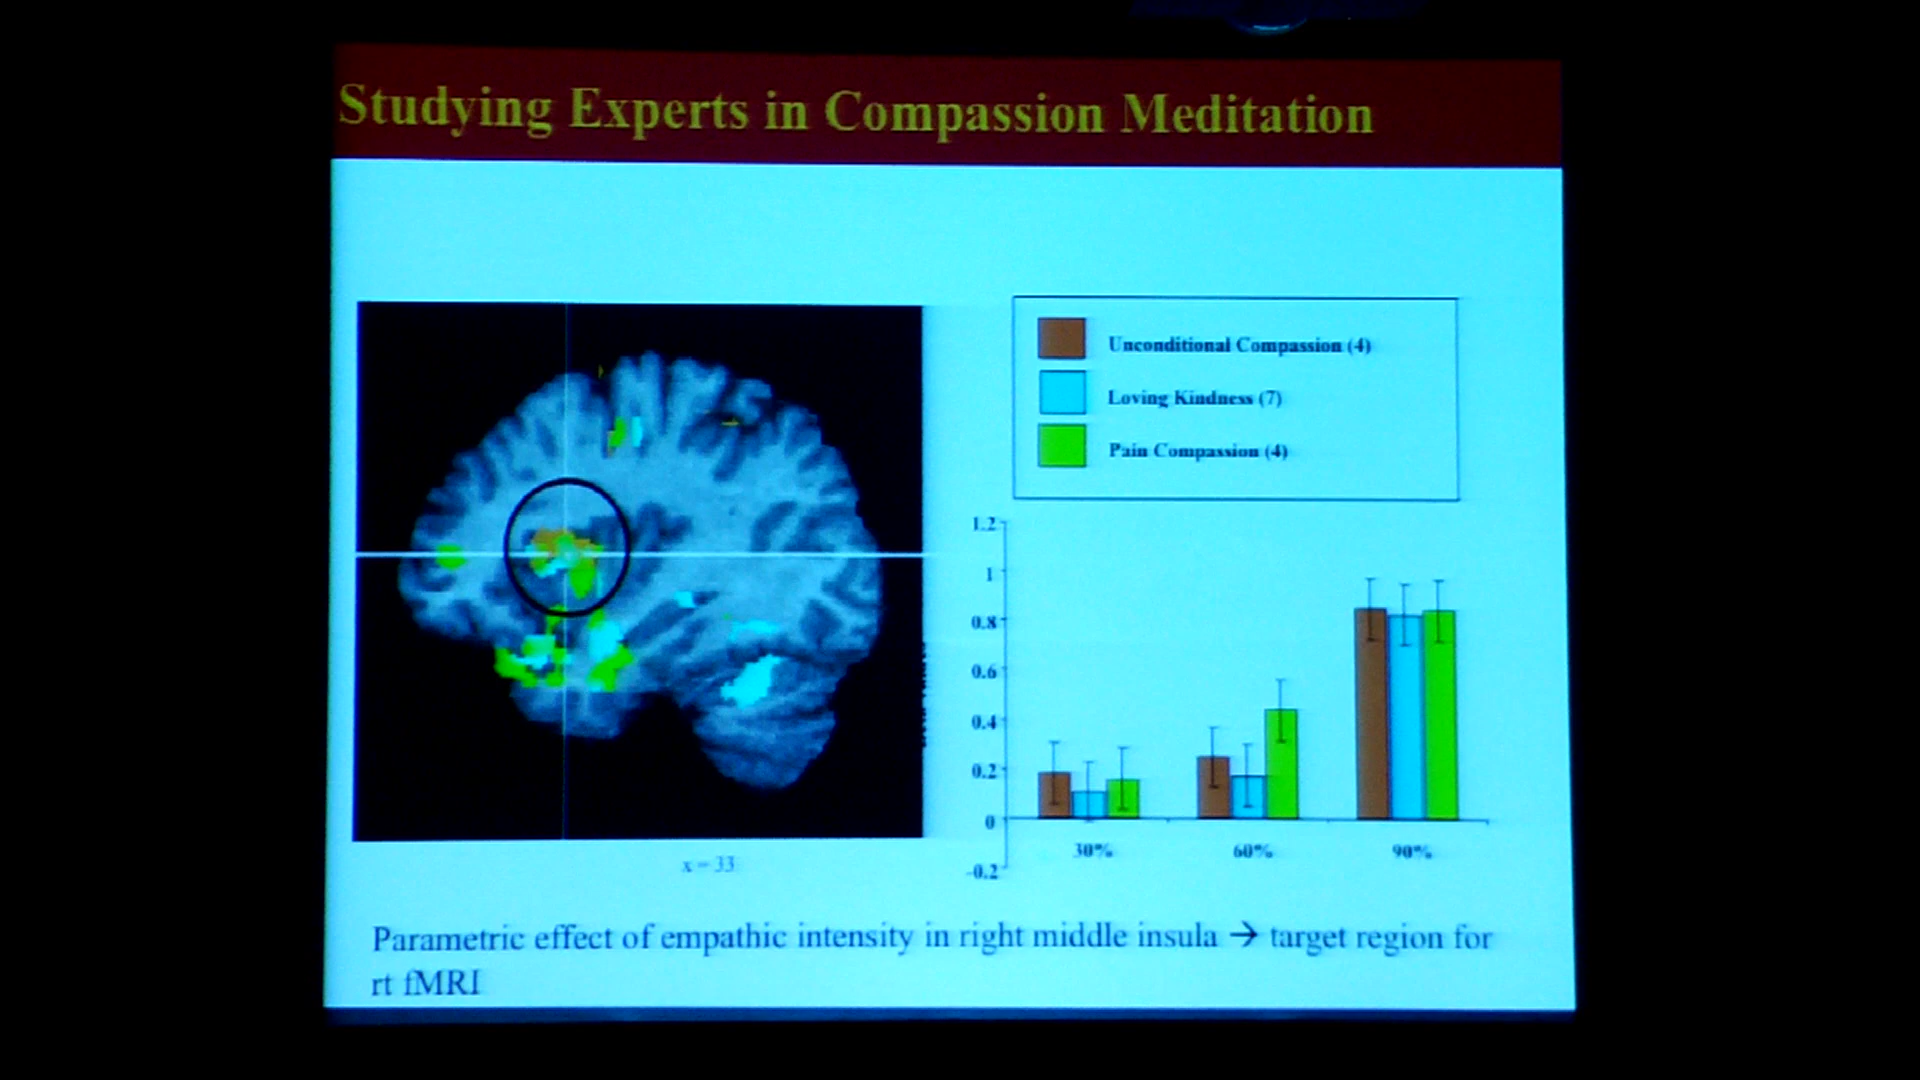 Studying Experts in Compassion Meditation
Unconditional Compassion (4)
Loving Kindness (7)
Pain Compassion (4)
1.2
1
0.8
0.6
0.4
0.2
0
-0.2
30%
60%
90%
x = 33
Parametric effect of empathic intensity in right middle insula → target region for
rt fMRI